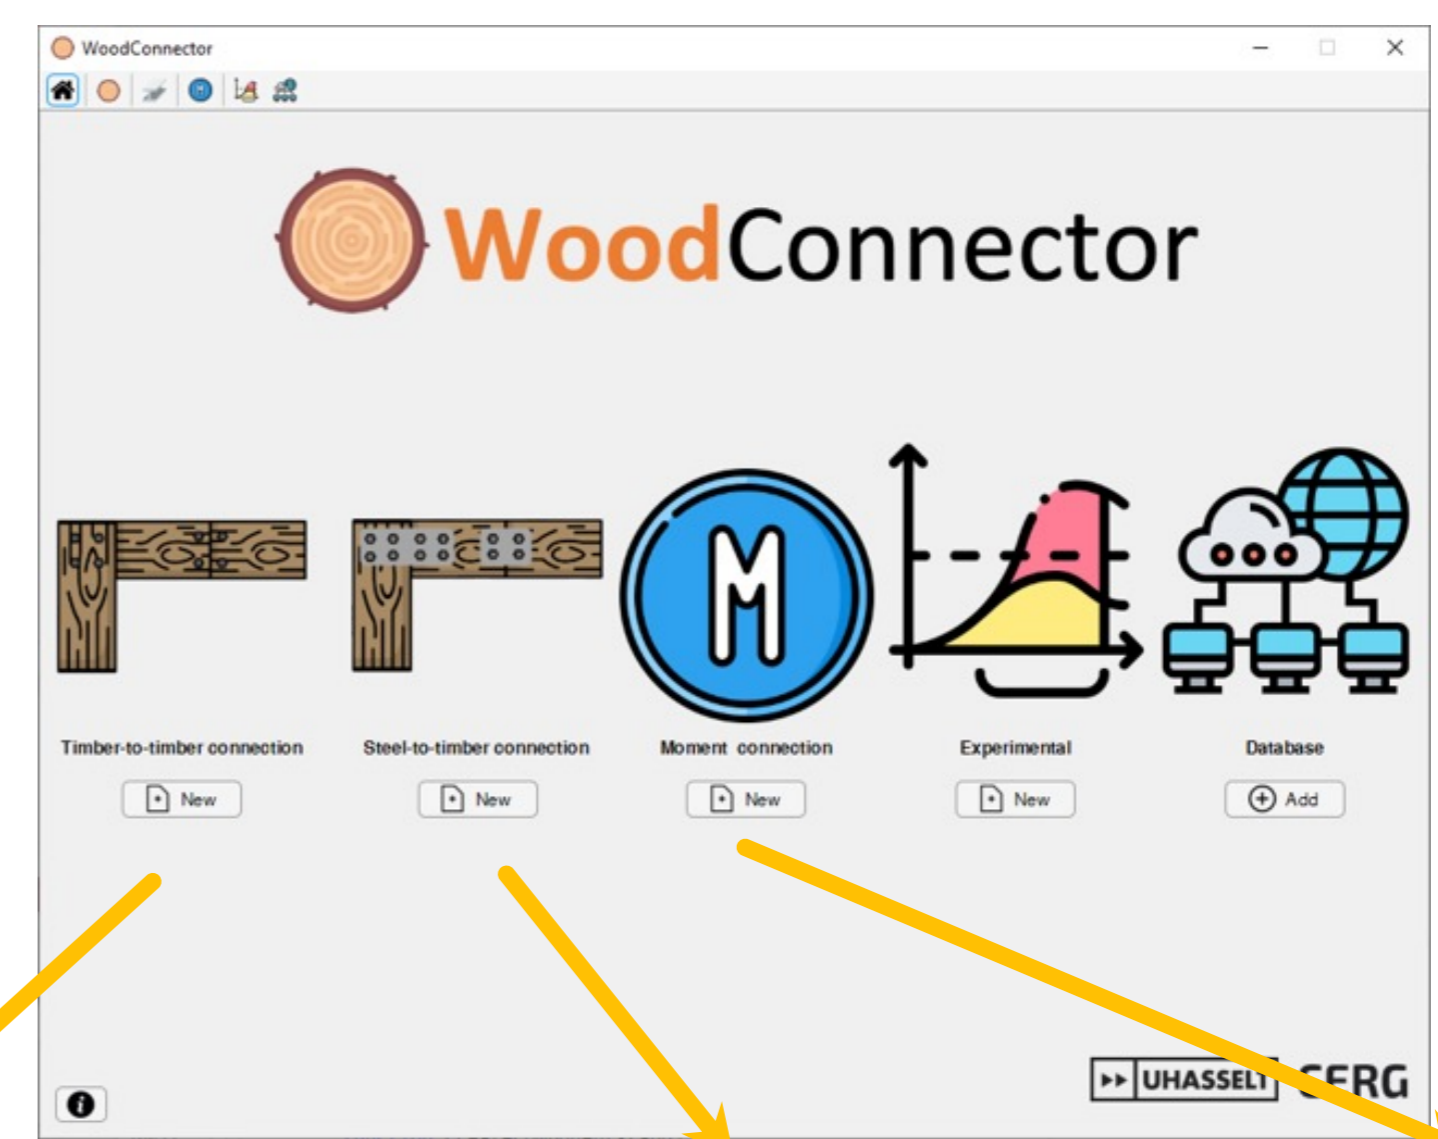 WoodConnector
WoodConnector
M
Timber-to-timber connection
Steel-to-timber connection
Moment connection
Experimental
Database
New
New
New
New
Add
UHASSELT